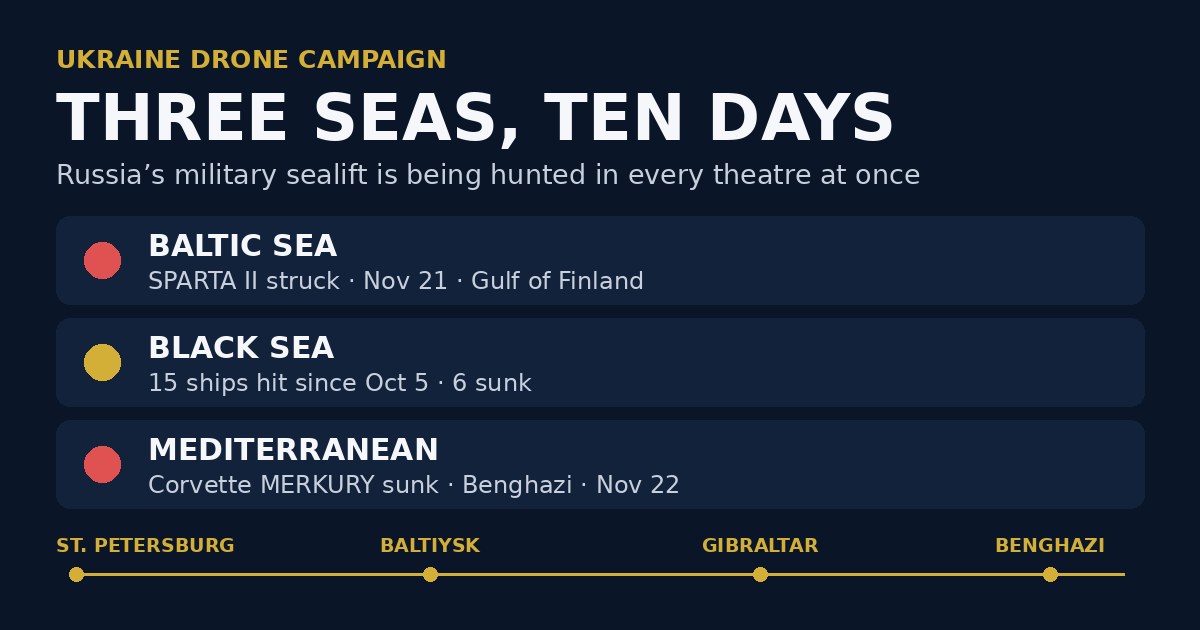 UKRAINE DRONE CAMPAIGN
THREE SEAS, TEN DAYS
Russia’s military sealift is being hunted in every theatre at once
BALTIC SEA
SPARTA II struck · Nov 21 · Gulf of Finland
BLACK SEA
15 ships hit since Oct 5 · 6 sunk
MEDITERRANEAN
Corvette MERKURY sunk · Benghazi · Nov 22
ST. PETERSBURG BALTIYSK GIBRALTAR BENGHAZI